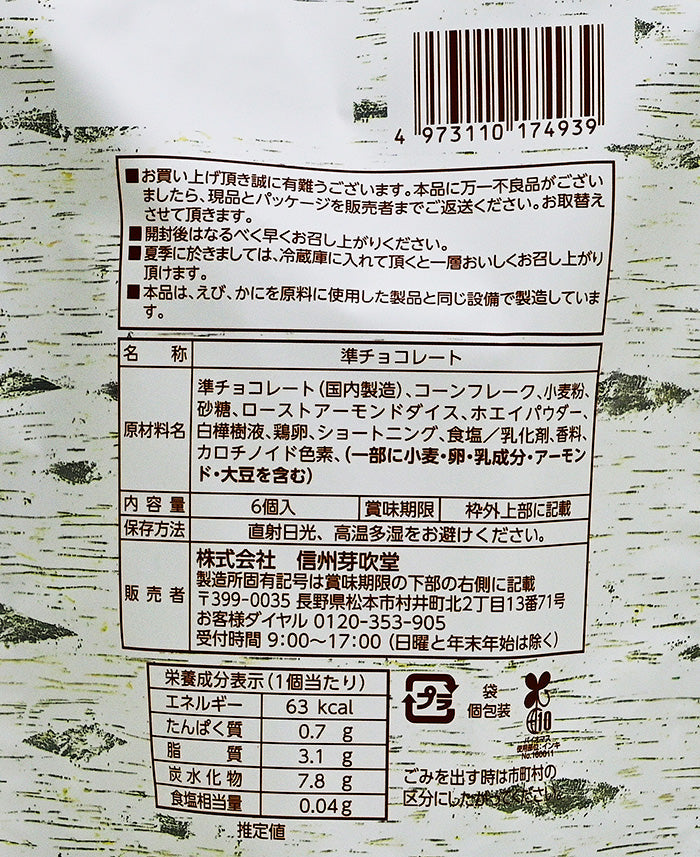 4 973110 174939
■お買い上げ頂き誠に有難うございます。本品に万一不良品がござい
ましたら、現品とパッケージを販売者までご返送ください。お取替え
させて頂きます。
■開封後はなるべく早くお召し上がりください。
■夏季に於きましては、冷蔵庫に入れて頂くと一層おいしくお召し上がり
頂けます。
■本品は、えび、かにを原料に使用した製品と同じ設備で製造していま
す。
名 称 準チョコレート
原材料名 準チョコレート(国内製造)、コーンフレーク、小麦粉、
砂糖、ローストアーモンドダイス、ホエイパウダー、
白樺樹液、鶏卵、ショートニング、食塩/乳化剤、香料、
カロチノイド色素、(一部に小麦・卵・乳成分・アーモン
ド・大豆を含む)
内容量 6個入 賞味期限 枠外上部に記載
保存方法 直射日光、高温多湿をお避けください。
販売者 株式会社 信州芽吹堂
製造所固有記号は賞味期限の下部の右側に記載
〒399-0035 長野県松本市村井町北2丁目13番71号
お客様ダイヤル 0120-353-905
受付時間 9:00〜17:00(日曜と年末年始は除く)
栄養成分表示(1個当たり)
エネルギー 63 kcal
たんぱく質 0.7 g
脂 質 3.1 g
炭水化物 7.8 g
食塩相当量 0.04g
推定値
プラ
袋
個包装
10
バイオマス
使用部位:インキ
No.160011
ごみを出す時は市町村の
区分にしたがってください。